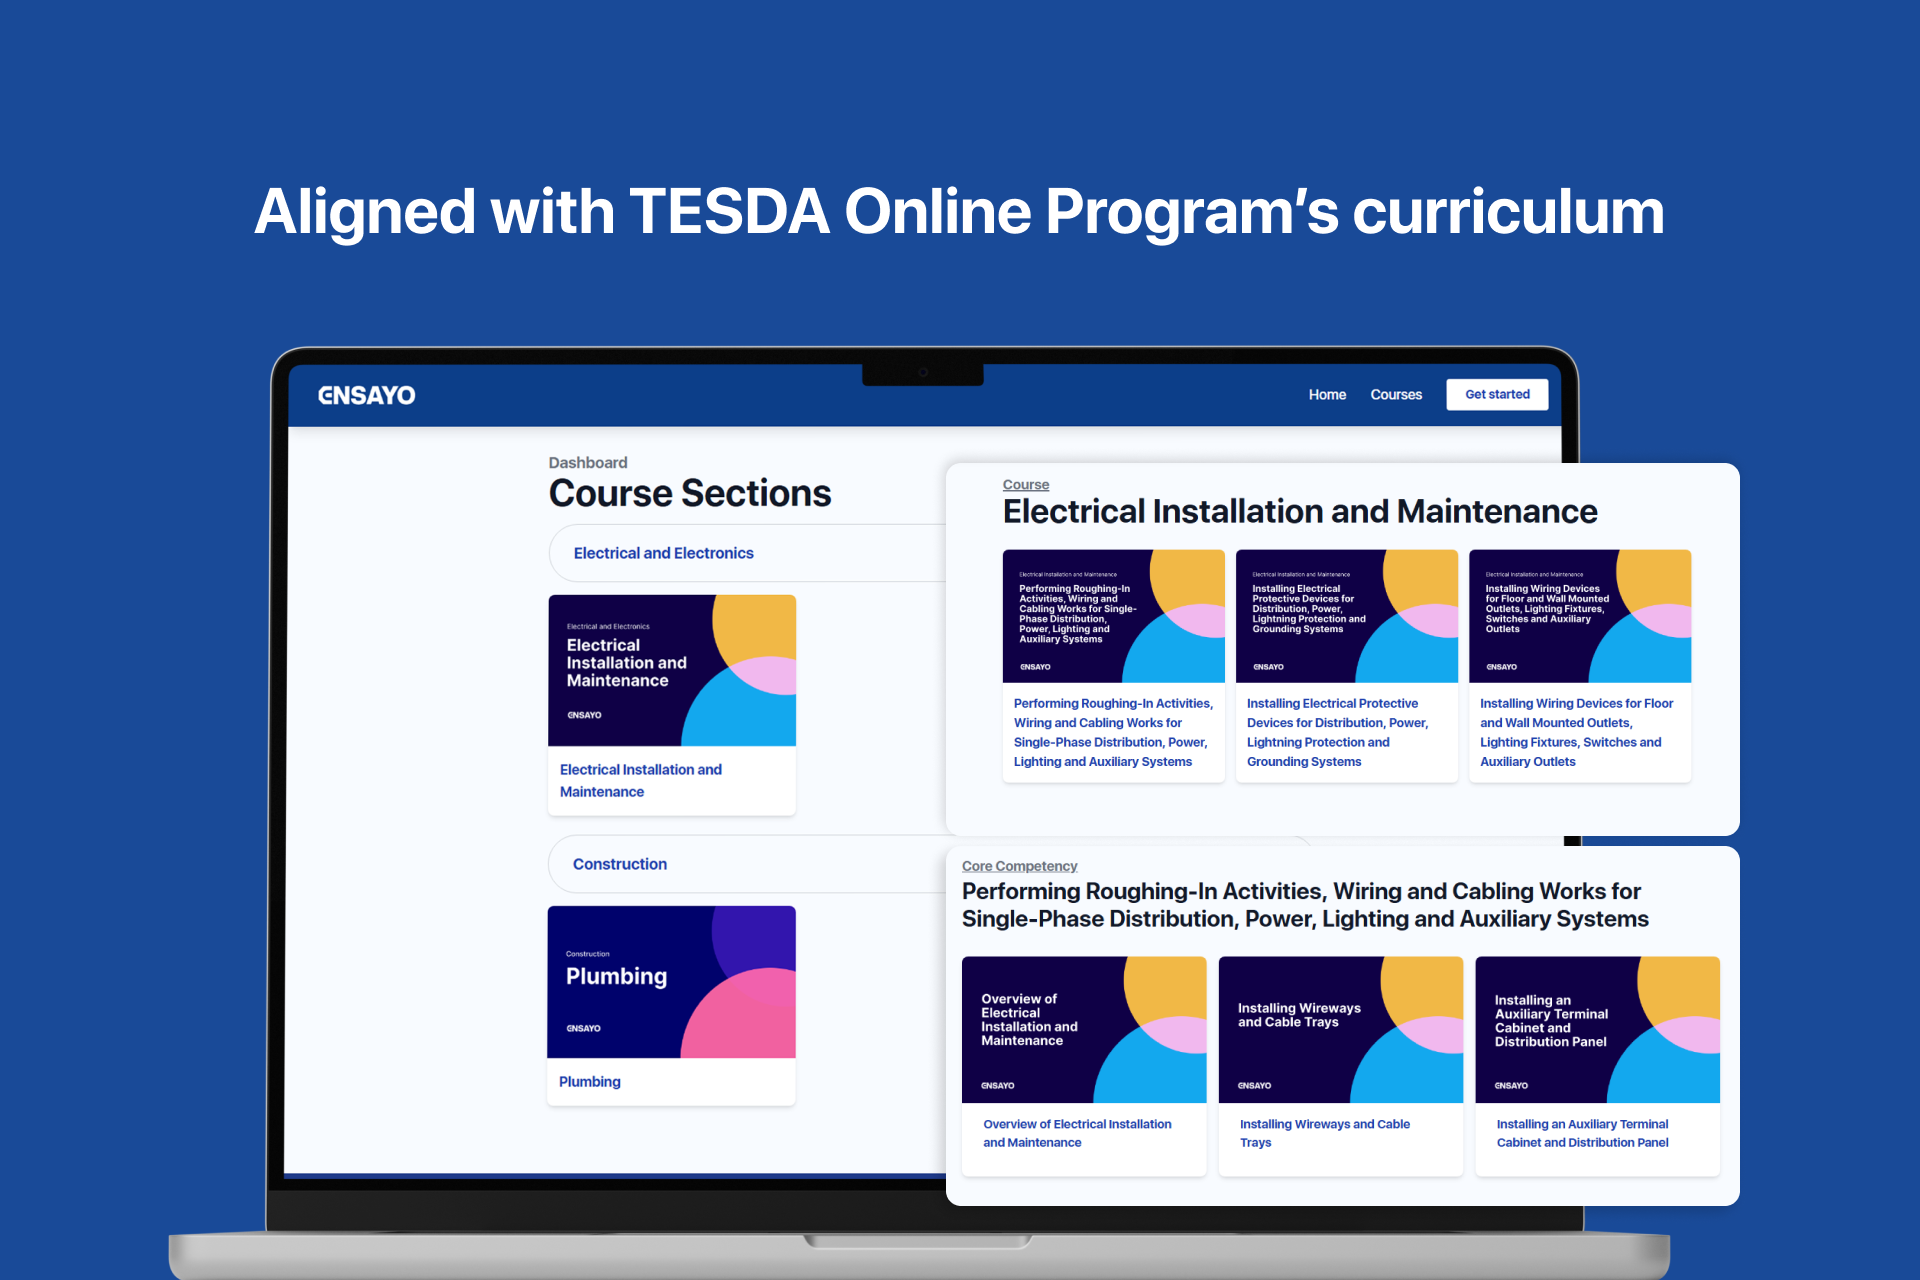 Aligned with TESDA Online Program's curriculum
ENSAYO
Home
Courses
Get started
Dashboard
Course Sections
Electrical and Electronics
Electrical and Electronics
Electrical
Installation and
Maintenance
ENSAYO
Electrical Installation and
Maintenance
Construction
Construction
Plumbing
ENSAYO
Plumbing
Course
Electrical Installation and Maintenance
Electrical Installation and Maintenance
Performing Roughing-In
Activities, Wiring and
Cabling Works for Single-
Phase Distribution,
Power, Lighting and
Auxiliary Systems
ENSAYO
Performing Roughing-In Activities,
Wiring and Cabling Works for
Single-Phase Distribution, Power,
Lighting and Auxiliary Systems
Electrical Installation and Maintenance
Installing Electrical
Protective Devices for
Distribution, Power,
Lightning Protection and
Grounding Systems
ENSAYO
Installing Electrical Protective
Devices for Distribution, Power,
Lightning Protection and
Grounding Systems
Electrical Installation and Maintenance
Installing Wiring Devices
for Floor and Wall Mounted
Outlets, Lighting Fixtures,
Switches and Auxiliary
Outlets
ENSAYO
Installing Wiring Devices for Floor
and Wall Mounted Outlets,
Lighting Fixtures, Switches and
Auxiliary Outlets
Core Competency
Performing Roughing-In Activities, Wiring and Cabling Works for
Single-Phase Distribution, Power, Lighting and Auxiliary Systems
Overview of
Electrical
Installation and
Maintenance
ENSAYO
Overview of Electrical Installation
and Maintenance
Installing Wireways
and Cable Trays
ENSAYO
Installing Wireways and Cable
Trays
Installing an
Auxiliary Terminal
Cabinet and
Distribution Panel
ENSAYO
Installing an Auxiliary Terminal
Cabinet and Distribution Panel